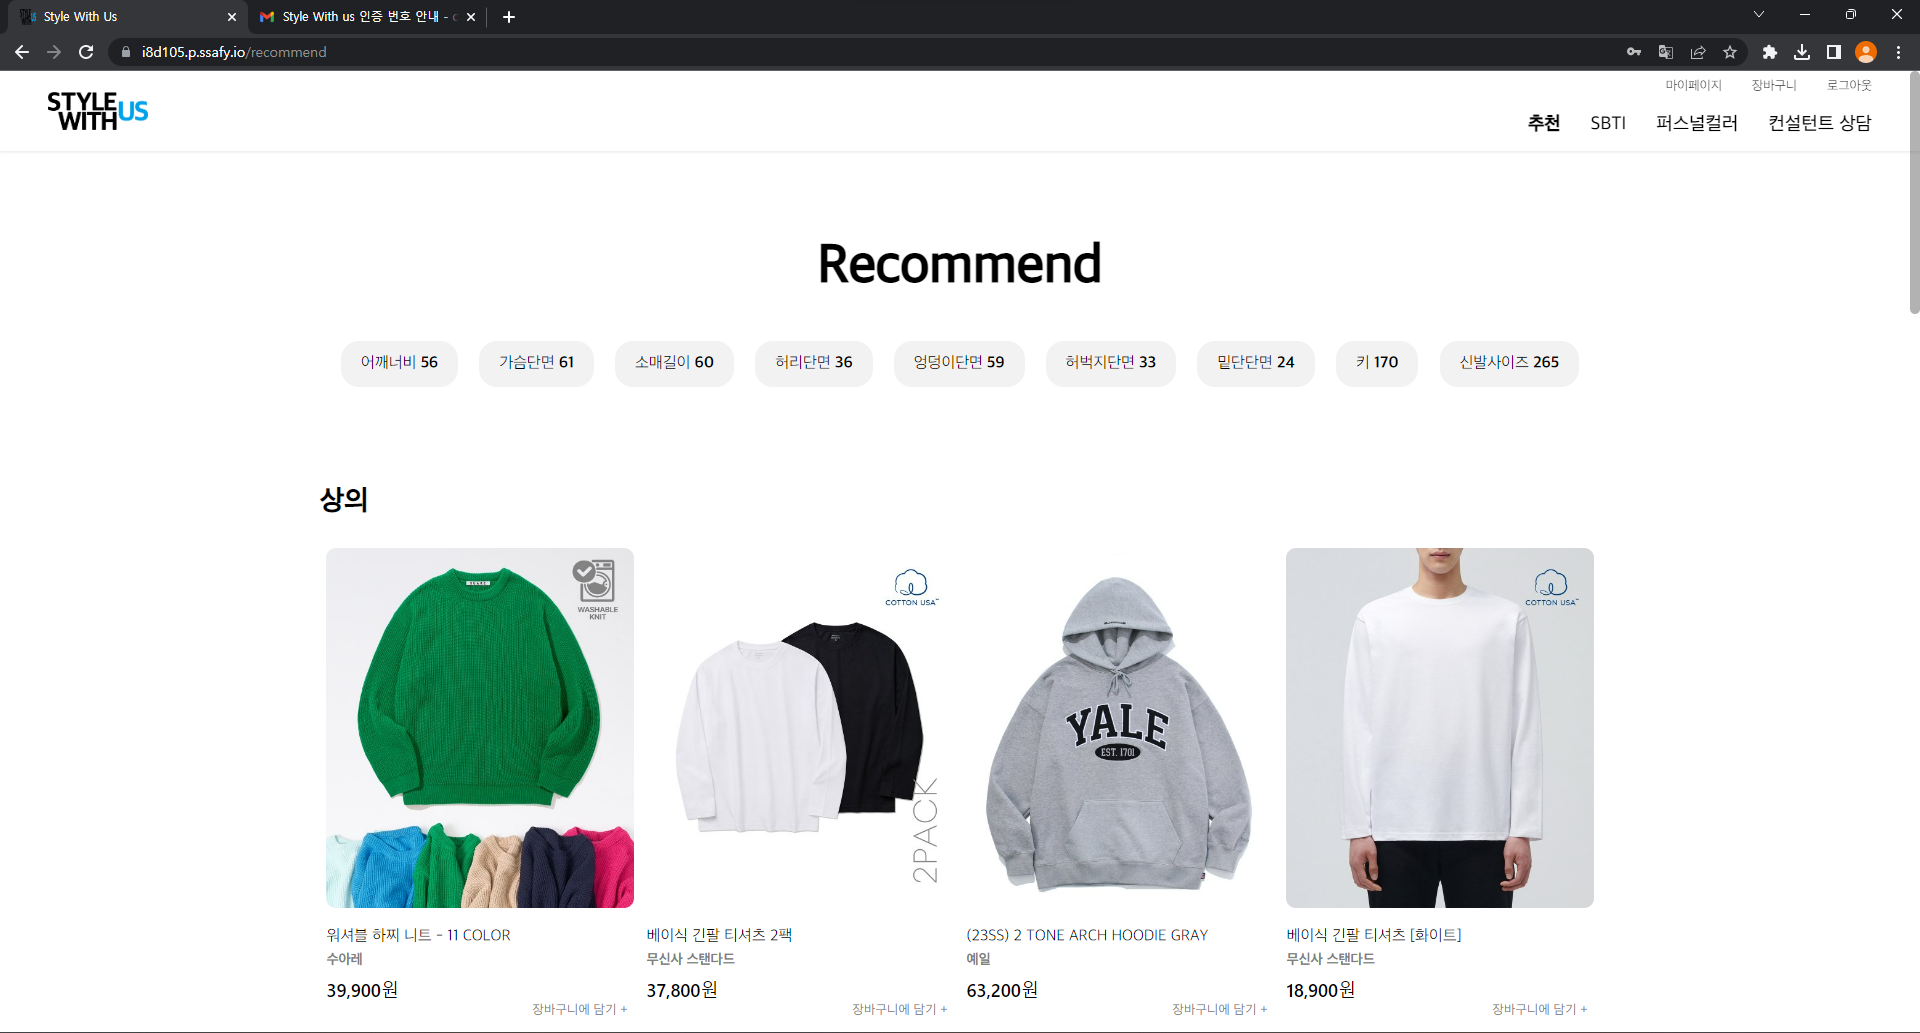 Style With Us
Style With us 인증 번호 안내 -
i8d105.p.ssafy.io/recommend
마이페이지 장바구니 로그아웃
STYLE WITH US
추천 SBTI 퍼스널컬러 컨설턴트 상담
Recommend
어깨너비 56 가슴단면 61 소매길이 60 허리단면 36 엉덩이단면 59 허벅지단면 33 밑단단면 24 키 170 신발사이즈 265
상의
WASHABLE
KNIT
COTTON USA™
2PACK
YALE
EST. 1701
COTTON USA™
워셔블 하찌 니트 - 11 COLOR
수아레
39,900원
장바구니에 담기 +
베이식 긴팔 티셔츠 2팩
무신사 스탠다드
37,800원
장바구니에 담기 +
(23SS) 2 TONE ARCH HOODIE GRAY
예일
63,200원
장바구니에 담기 +
베이식 긴팔 티셔츠 [화이트]
무신사 스탠다드
18,900원
장바구니에 담기 +